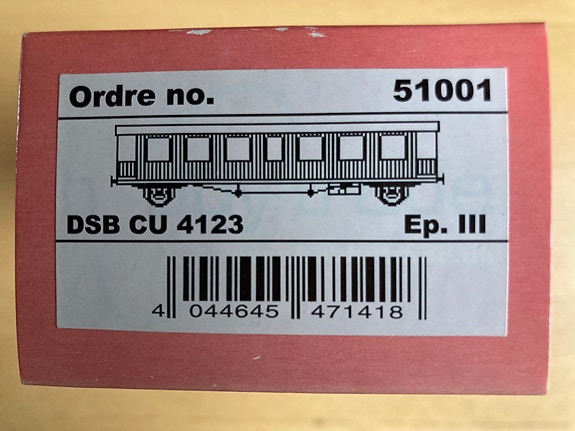 Ordre no. 51001
DSB CU 4123 Ep. III
4 044645 471418